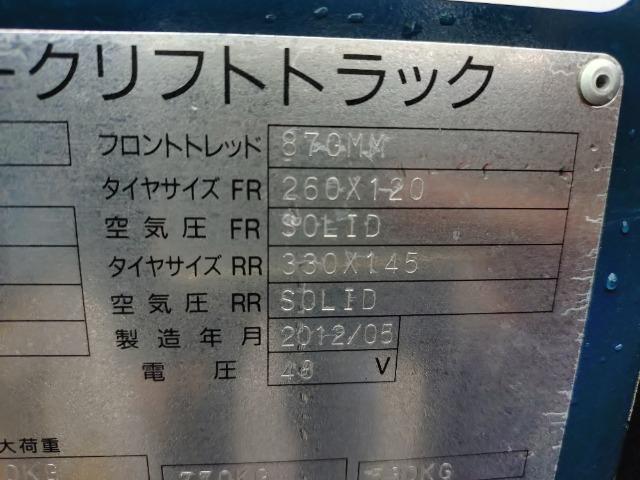 ークリフトトラック
フロントトレッド 870MM
タイヤサイズ FR 260X120
空気圧 FR SOLID
タイヤサイズ RR 330X145
空気圧 RR SOLID
製造年月 2012/05
電圧 48 V
大荷重
0KG 770KG